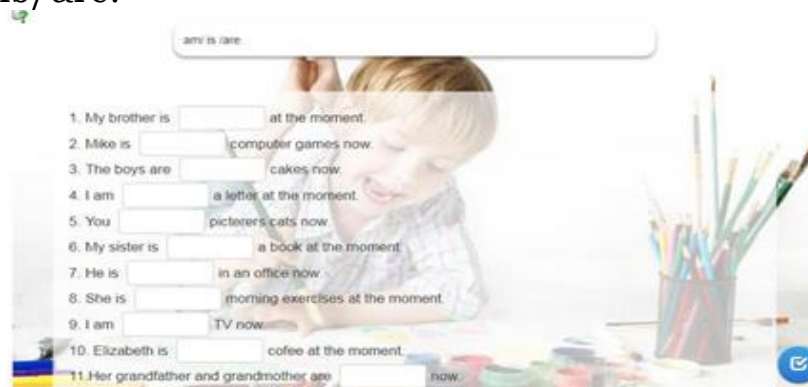 is/are.
am/ is /are
1. My brother is at the moment.
2. Mike is computer games now.
3. The boys are cakes now.
4. I am a letter at the moment.
5. You picterers cats now.
6. My sister is a book at the moment
7. He is in an office now
8. She is morning exercises at the moment
9. I am TV now
10. Elizabeth is cofee at the moment.
11.Her grandfather and grandmother are now.